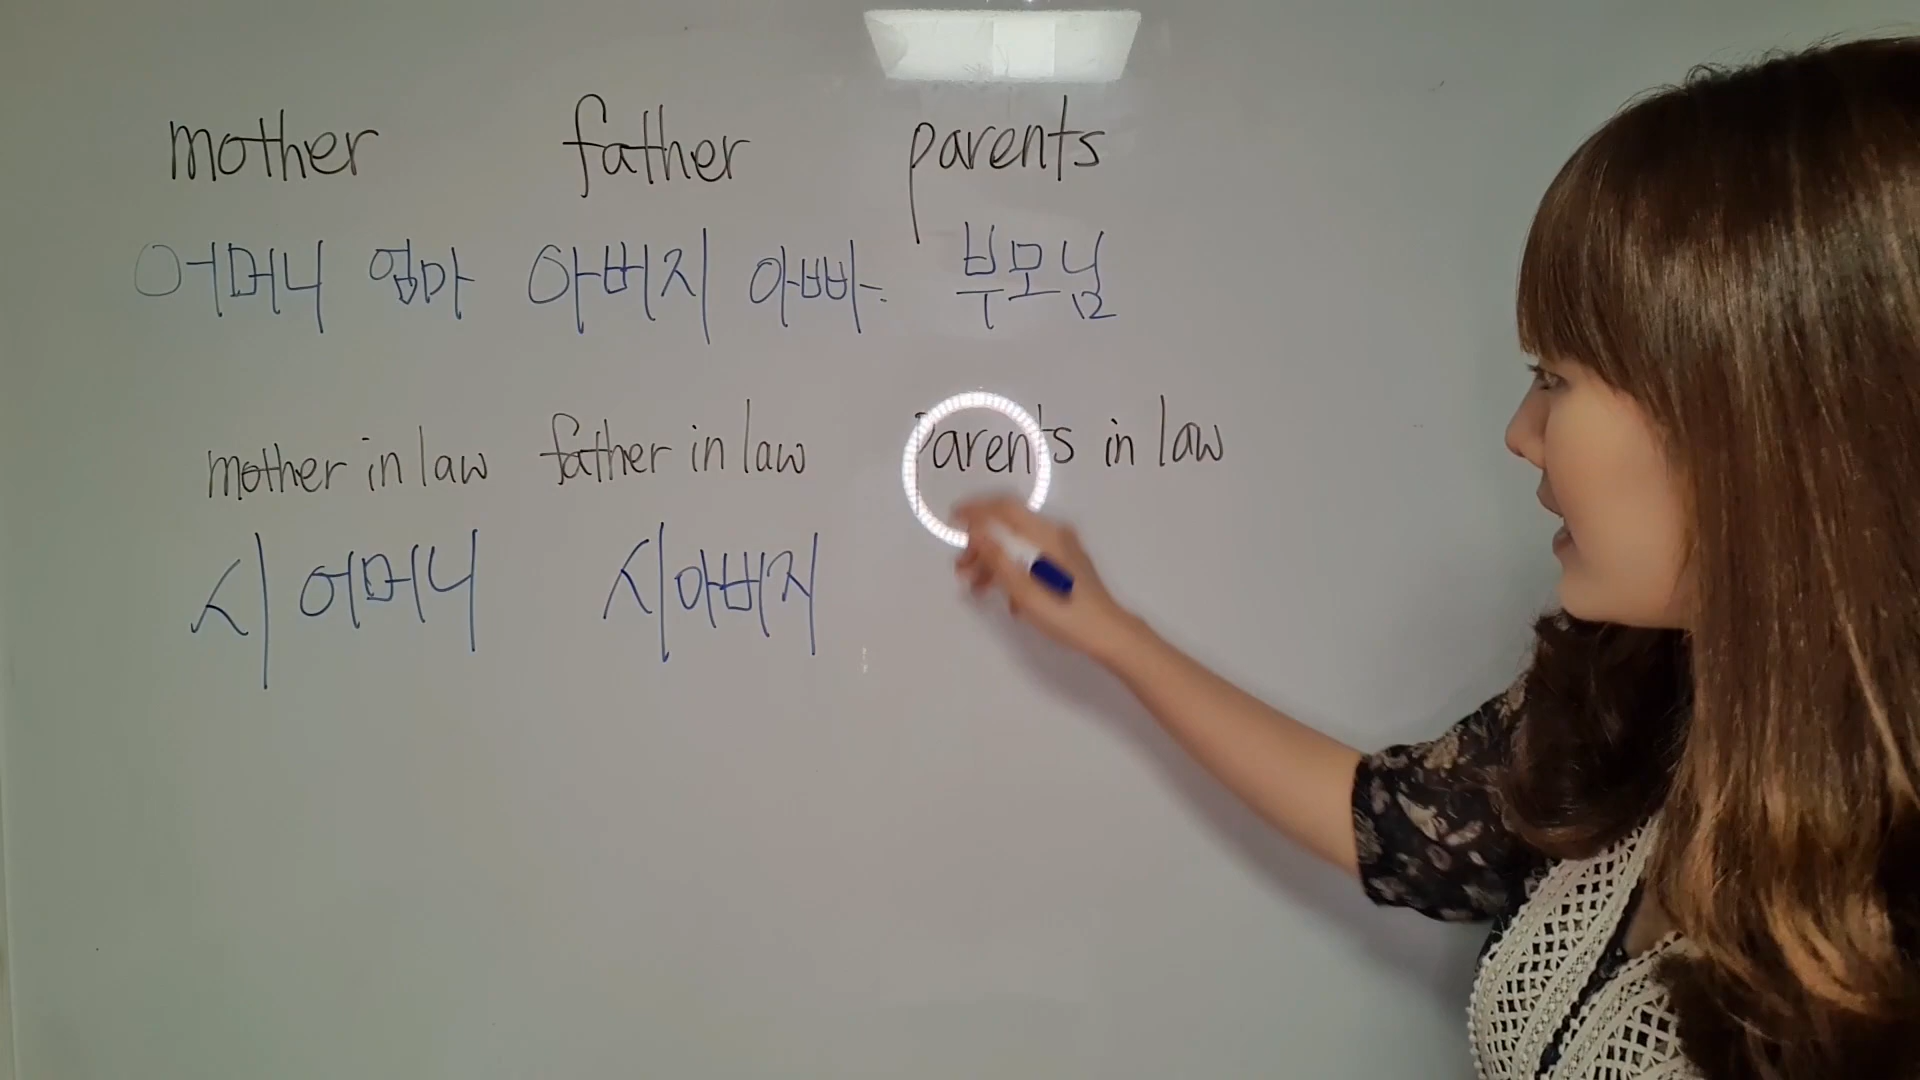 mother father parents
어머니 엄마 아버지 아빠 부모님
mother in law father in law parents in law
시어머니 시아버지